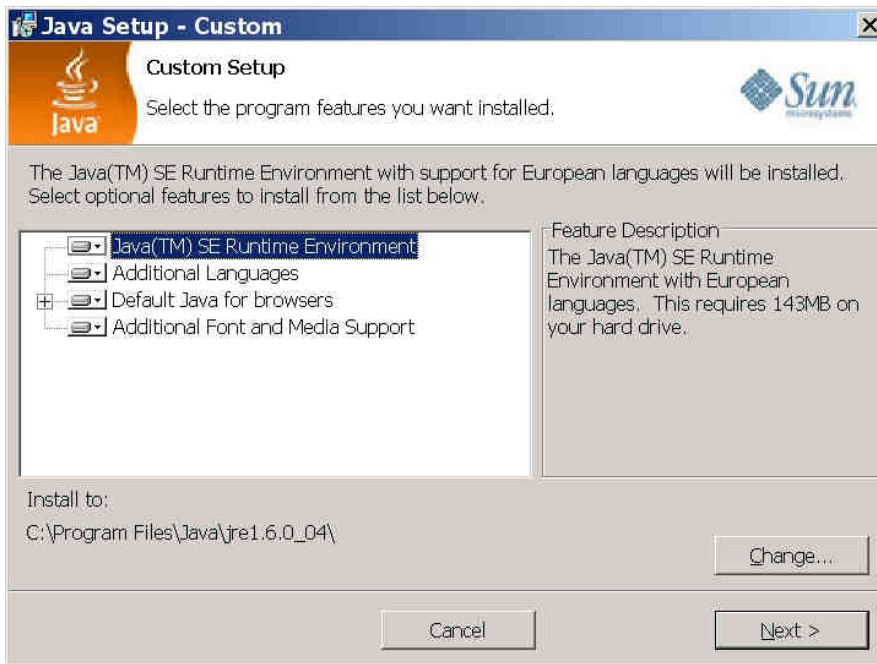 Java Setup - Custom
Custom Setup
Select the program features you want installed.
Java
Sun
microsystems
The Java(TM) SE Runtime Environment with support for European languages will be installed.
Select optional features to install from the list below.
Java(TM) SE Runtime Environment
Additional Languages
Default Java for browsers
Additional Font and Media Support
Feature Description
The Java(TM) SE Runtime
Environment with European
languages. This requires 143MB on
your hard drive.
Install to:
C:\Program Files\Java\jre1.6.0_04\
Change...
Cancel
Next >